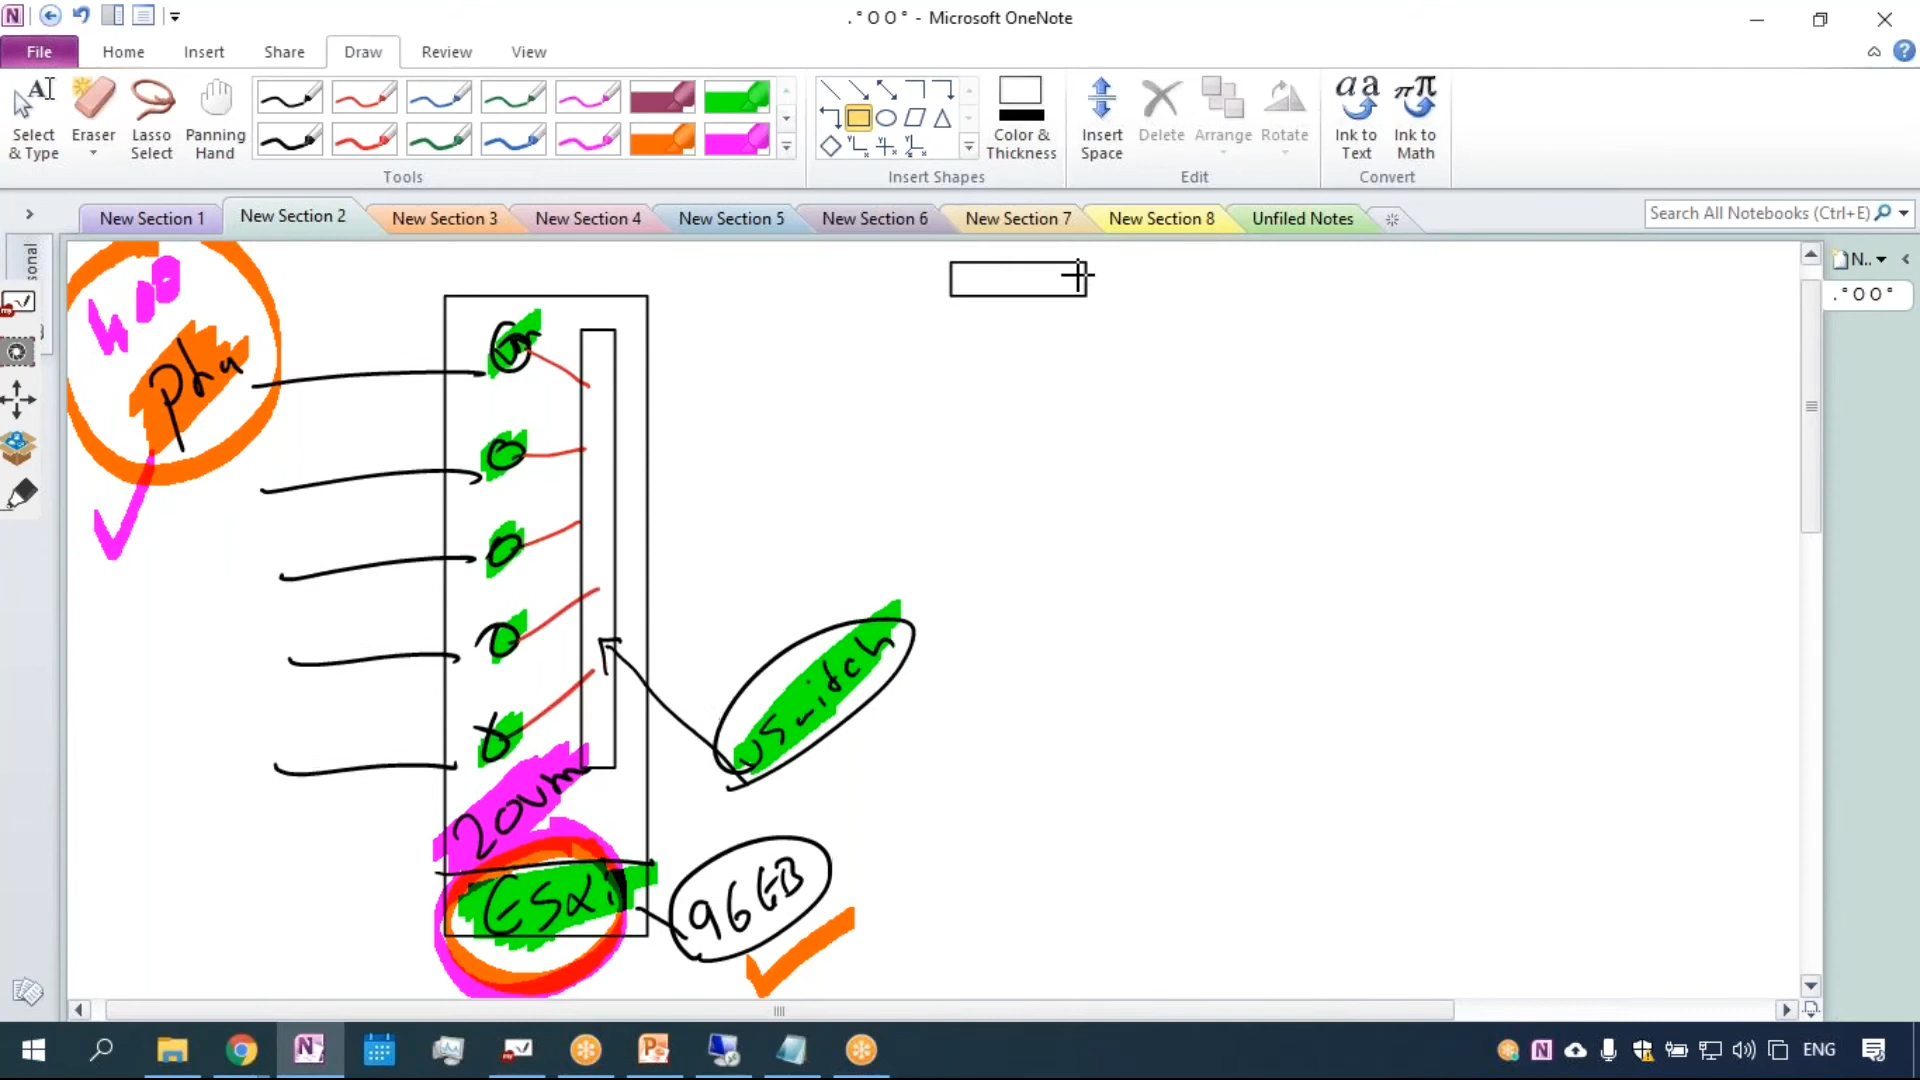 . ° O O ° - Microsoft OneNote
File
Home
Insert
Share
Draw
Review
View
Select & Type
Eraser
Lasso Select
Panning Hand
Color & Thickness
Insert Space
Delete
Arrange
Rotate
Ink to Text
Ink to Math
Tools
Insert Shapes
Edit
Convert
New Section 1
New Section 2
New Section 3
New Section 4
New Section 5
New Section 6
New Section 7
New Section 8
Unfiled Notes
Search All Notebooks (Ctrl+E)
sonal
N..
. ° O O °
vSwitch
20vm
ESXi
96GB
ENG